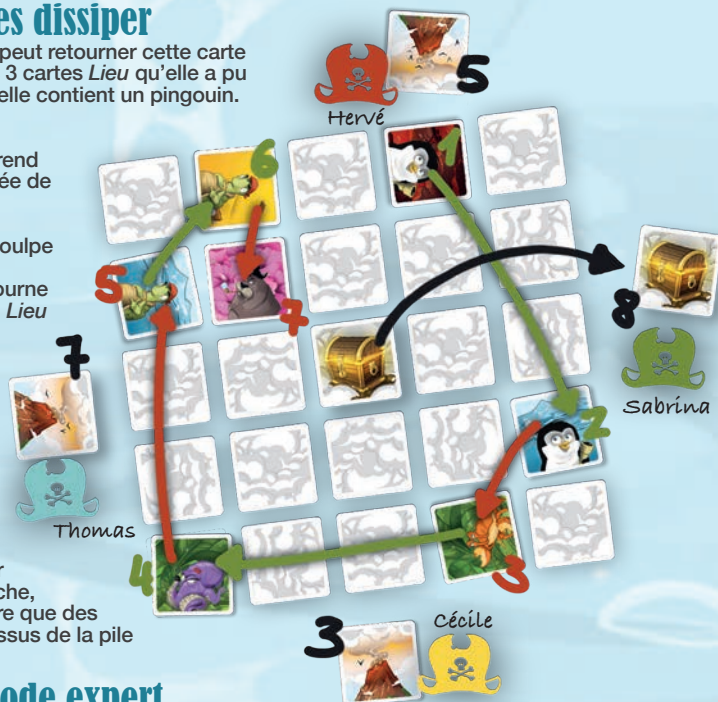 es dissiper
peut retourner cette carte
3 cartes Lieu qu'elle a pu
elle contient un pingouin.
rend
ée de
oulpe
ourne
Lieu
r
che,
re que des
ssus de la pile
ode expert
5
Hervé
6
1
5
7
8
Sabrina
7
Thomas
2
4
3
3
Cécile